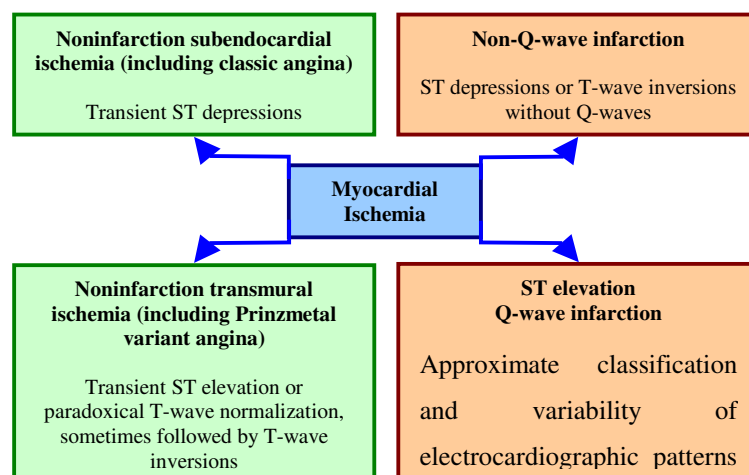 Noninfarction subendocardial
ischemia (including classic angina)
Transient ST depressions
Non-Q-wave infarction
ST depressions or T-wave inversions
without Q-waves
Myocardial
Ischemia
Noninfarction transmural
ischemia (including Prinzmetal
variant angina)
Transient ST elevation or
paradoxical T-wave normalization,
sometimes followed by T-wave
inversions
ST elevation
Q-wave infarction
Approximate classification
and variability of
electrocardiographic patterns